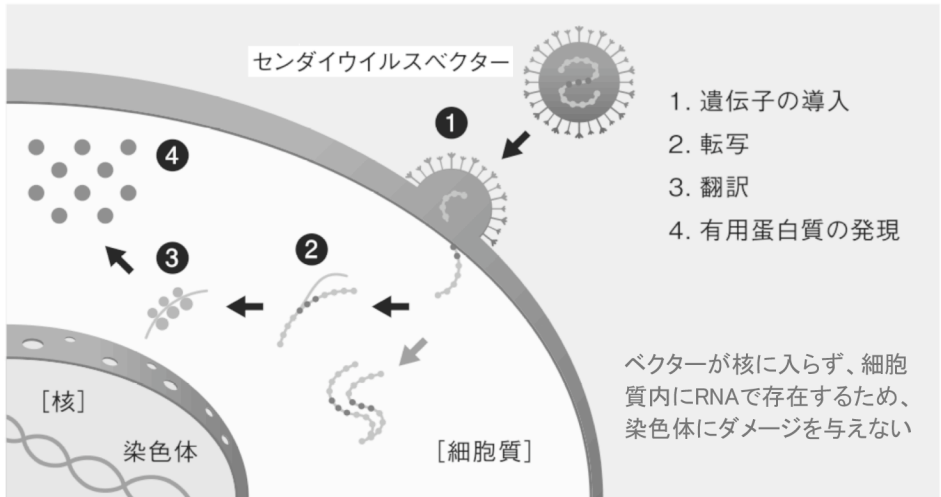 センダイウイルスベクター
1
1. 遺伝子の導入
2. 転写
3. 翻訳
4. 有用蛋白質の発現
4
3
2
ベクターが核に入らず、細胞
質内にRNAで存在するため、
染色体にダメージを与えない
[核]
染色体
[細胞質]